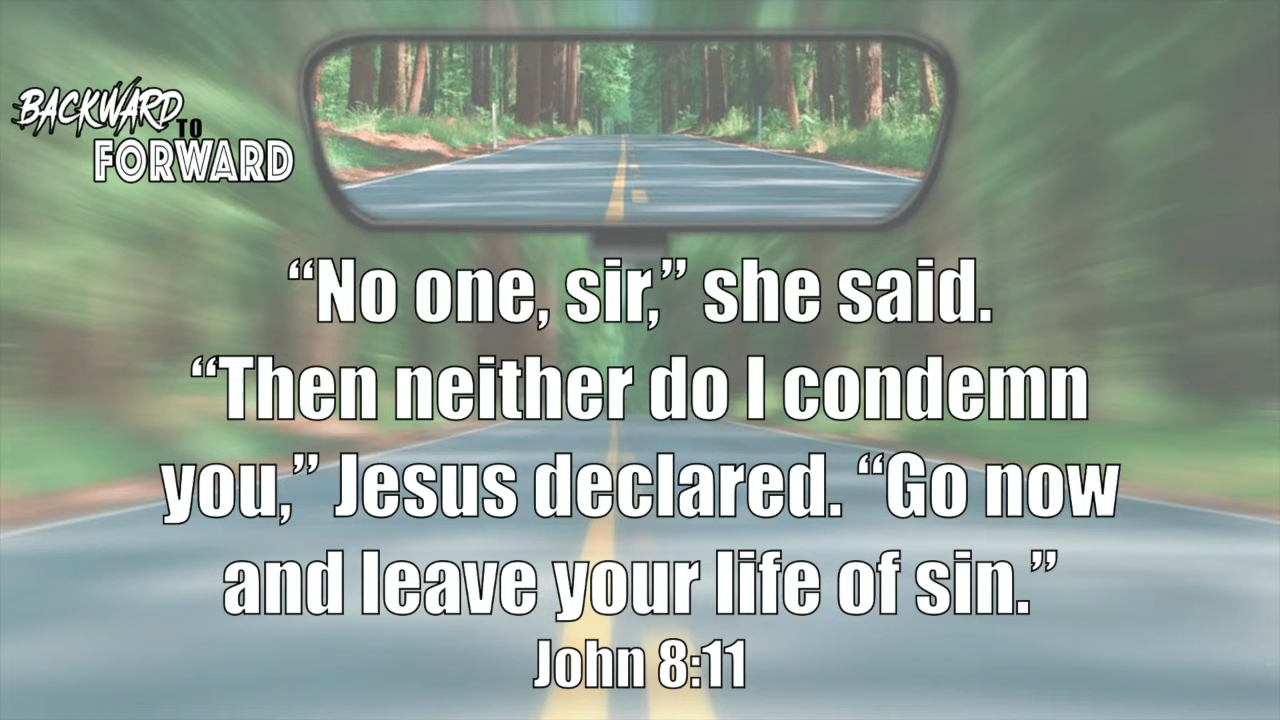 BACKWARD
TO
FORWARD
“No one, sir,” she said.
“Then neither do I condemn
you,” Jesus declared. “Go now
and leave your life of sin.”
John 8:11